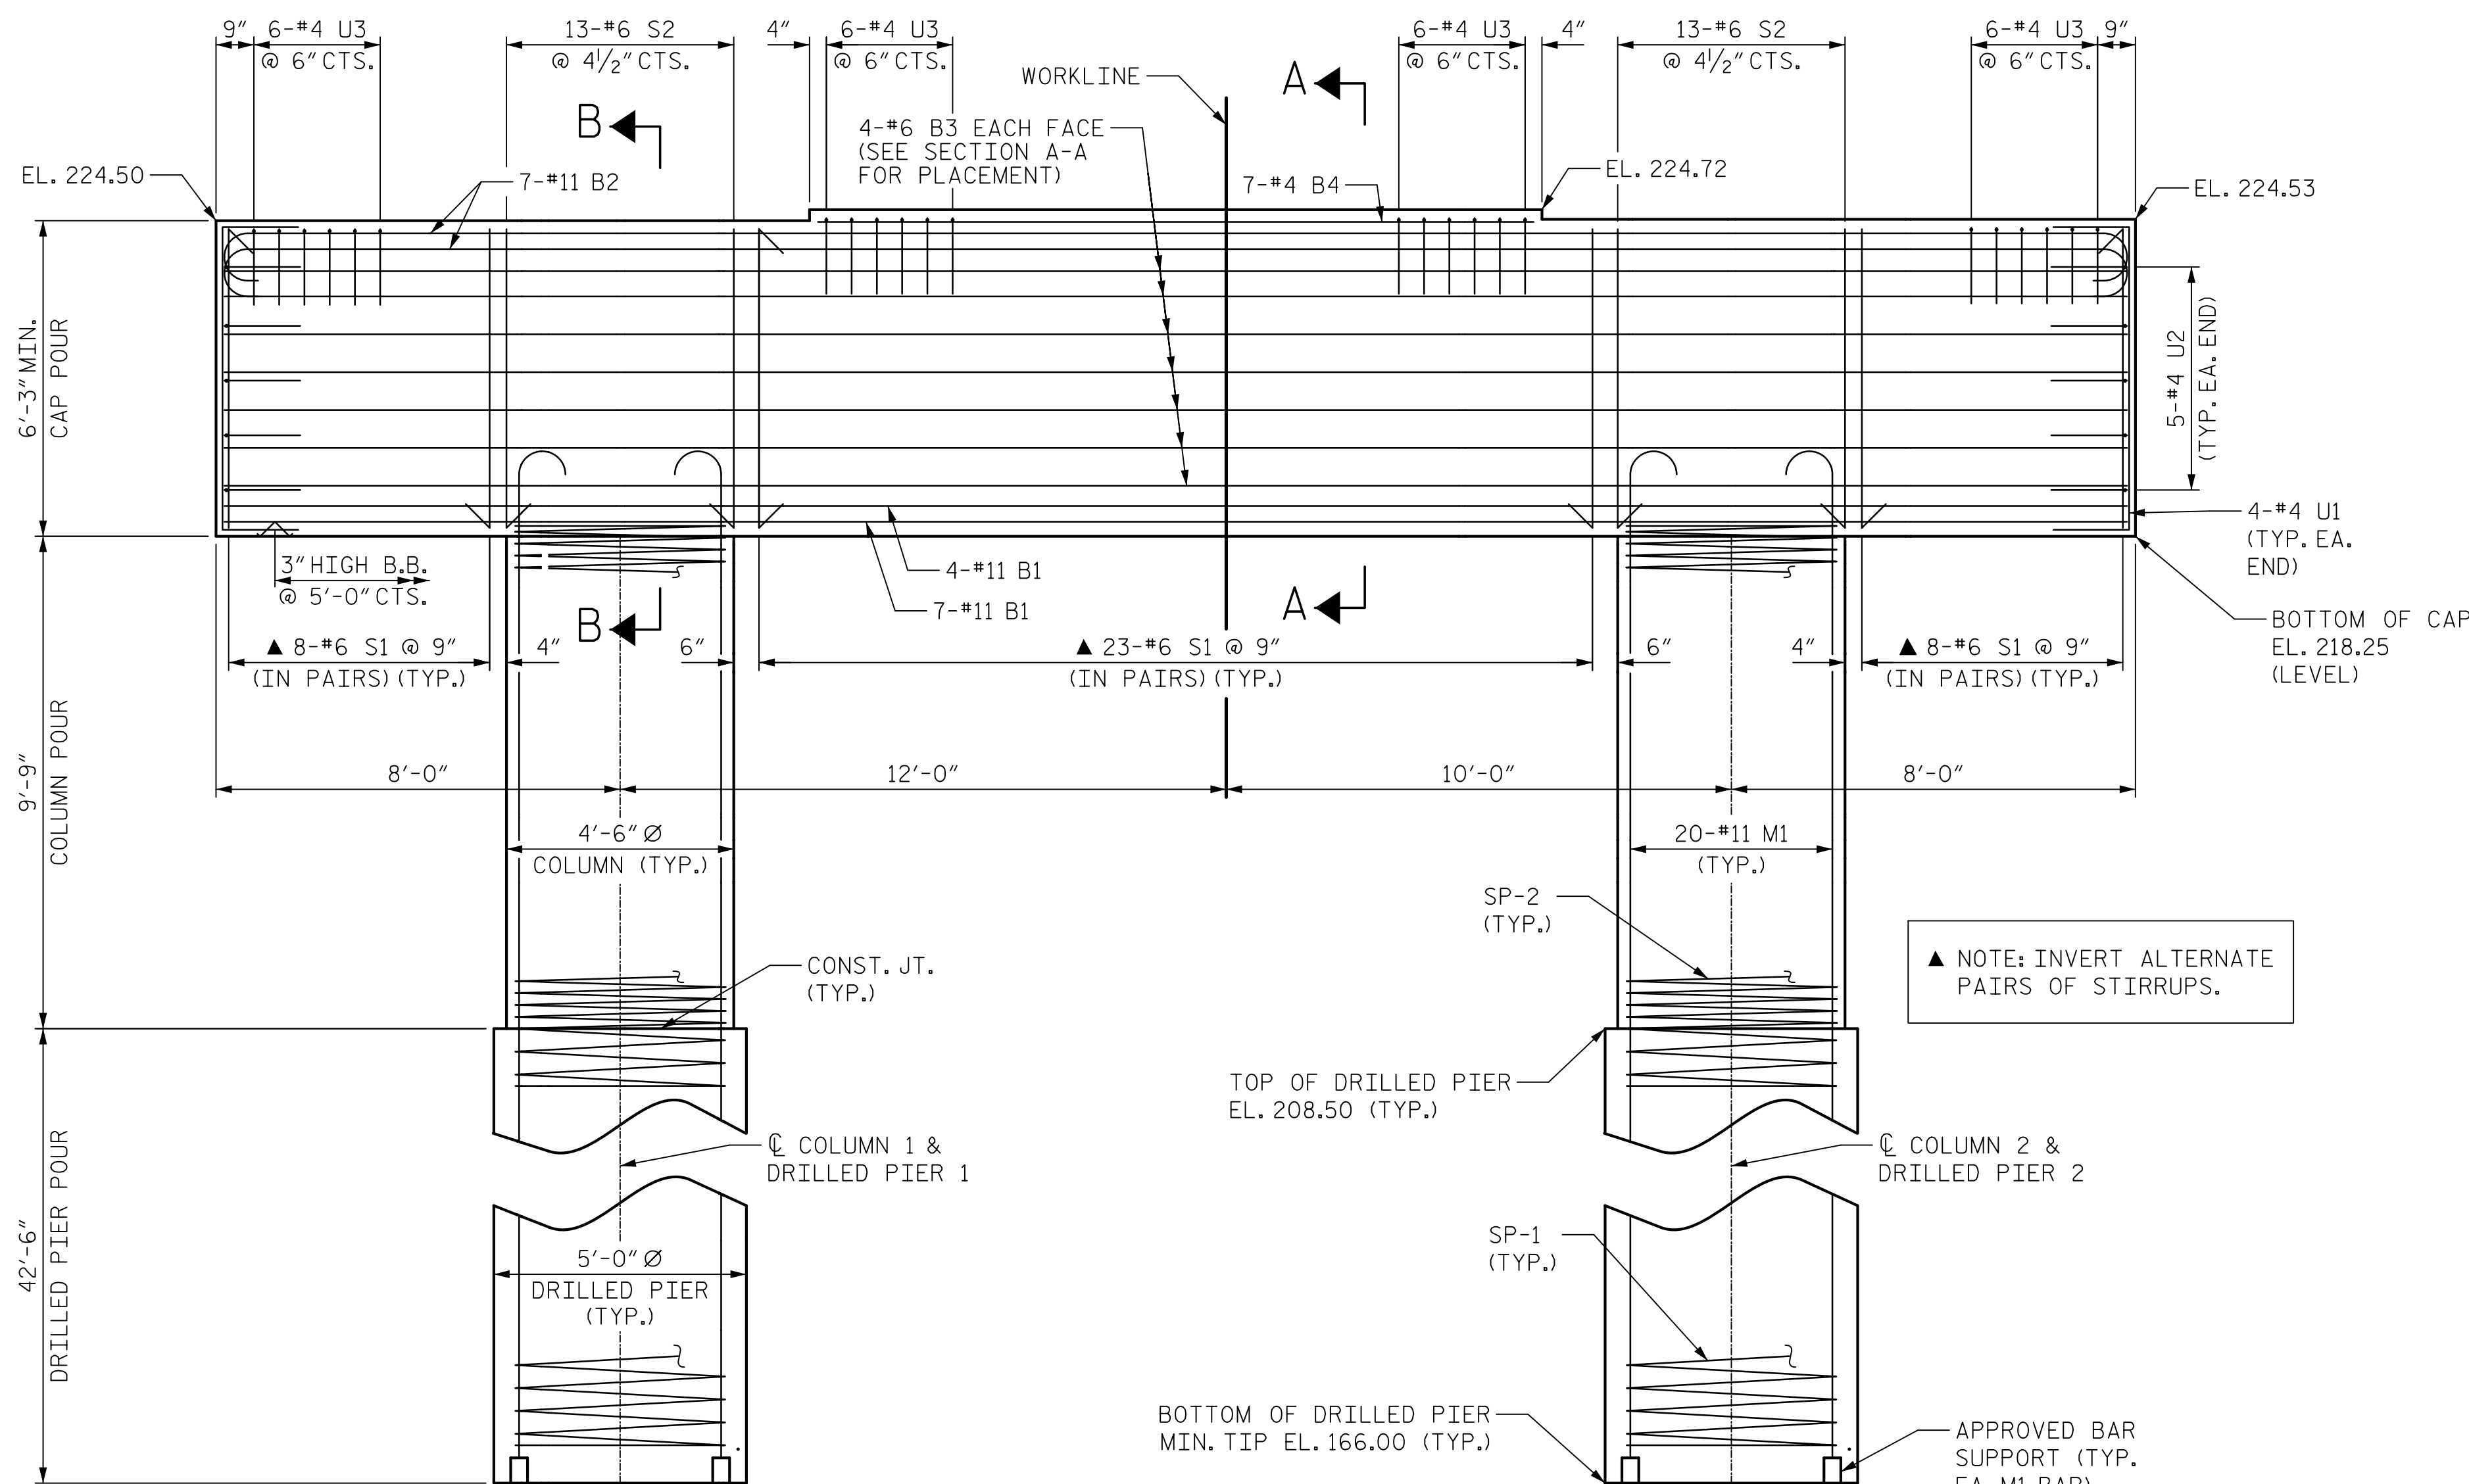 9" 6-#4 U3 13-#6 S2 4" 6-#4 U3 6-#4 U3 4" 13-#6 S2 6-#4 U3 9"
@ 6" CTS. @ 4 1/2" CTS. @ 6" CTS. @ 6" CTS. @ 4 1/2" CTS. @ 6" CTS.
WORKLINE
A
B
4-#6 B3 EACH FACE
(SEE SECTION A-A
FOR PLACEMENT)
EL. 224.50
7-#11 B2
7-#4 B4
EL. 224.72
EL. 224.53
6'-3" MIN.
CAP POUR
5-#4 U2
(TYP. EA. END)
4-#4 U1
(TYP. EA.
END)
3" HIGH B.B.
@ 5'-0" CTS.
4-#11 B1
7-#11 B1
B
A
BOTTOM OF CAP
EL. 218.25
(LEVEL)
▲ 8-#6 S1 @ 9" 4" 6" ▲ 23-#6 S1 @ 9" 6" 4" ▲ 8-#6 S1 @ 9"
(IN PAIRS) (TYP.) (IN PAIRS) (TYP.) (IN PAIRS) (TYP.)
9'-9"
COLUMN POUR
8'-0" 12'-0" 10'-0" 8'-0"
4'-6" Ø
COLUMN (TYP.)
20-#11 M1
(TYP.)
SP-2
(TYP.)
CONST. JT.
(TYP.)
▲ NOTE: INVERT ALTERNATE
PAIRS OF STIRRUPS.
TOP OF DRILLED PIER
EL. 208.50 (TYP.)
℄ COLUMN 1 &
DRILLED PIER 1
℄ COLUMN 2 &
DRILLED PIER 2
42'-6"
DRILLED PIER POUR
5'-0" Ø
DRILLED PIER
(TYP.)
SP-1
(TYP.)
BOTTOM OF DRILLED PIER
MIN. TIP EL. 166.00 (TYP.)
APPROVED BAR
SUPPORT (TYP.
EA. M1 BAR)